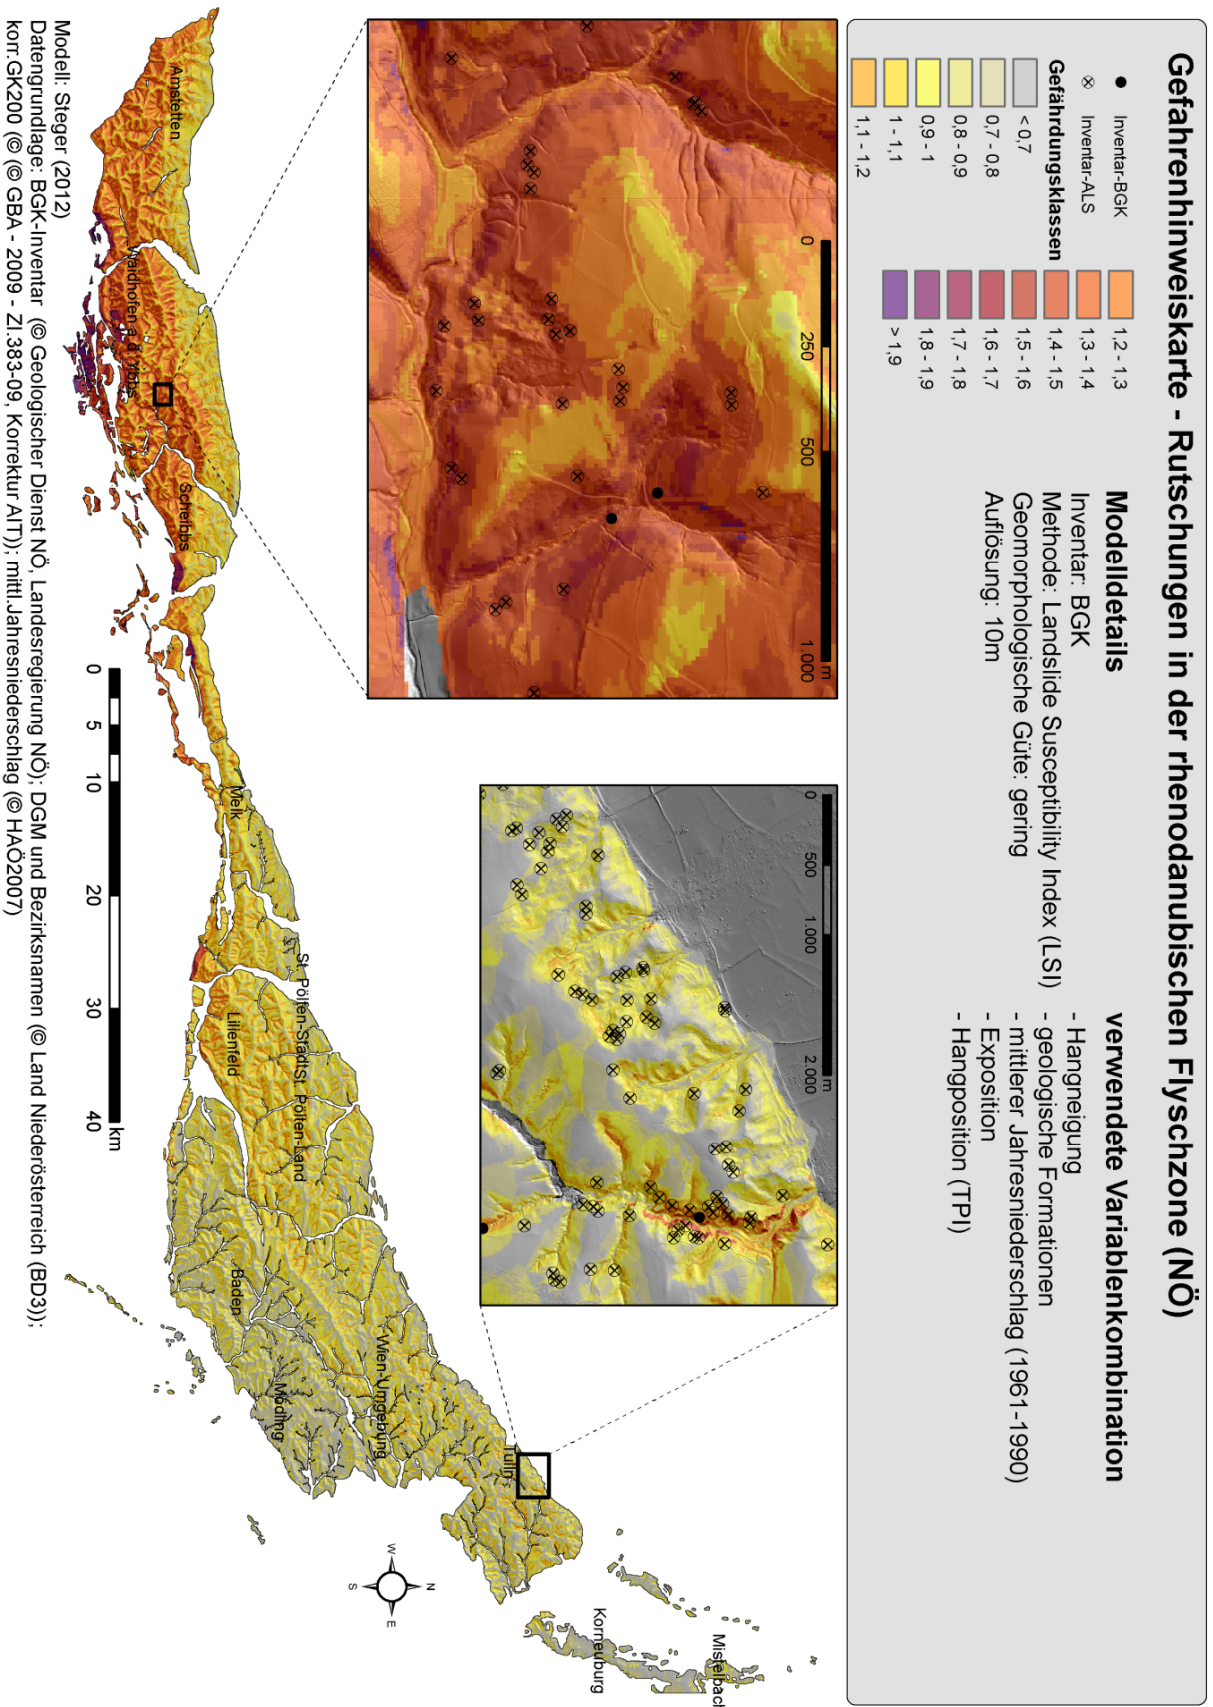 Gefahrenhinweiskarte - Rutschungen in der rhenodanubischen Flyschzone (NÖ)
Inventar-BGK
Inventar-ALS
Gefährdungsklassen
< 0,7
0,7 - 0,8
0,8 - 0,9
0,9 - 1
1 - 1,1
1,1 - 1,2
1,2 - 1,3
1,3 - 1,4
1,4 - 1,5
1,5 - 1,6
1,6 - 1,7
1,7 - 1,8
1,8 - 1,9
> 1,9
Modelldetails
Inventar: BGK
Methode: Landslide Susceptibility Index (LSI)
Geomorphologische Güte: gering
Auflösung: 10m
verwendete Variablenkombination
- Hangneigung
- geologische Formationen
- mittlerer Jahresniederschlag (1961-1990)
- Exposition
- Hangposition (TPI)
0 250 500 1.000 m
0 500 1.000 2.000 m
Mistelbach
Korneuburg
Tulln
Wien-Umgebung
St. Pölten-Stadt
St. Pölten-Land
Mödling
Baden
Lilienfeld
Melk
Scheibbs
Amstetten
Waidhofen a.d. Ybbs
N
W E
S
0 5 10 20 30 40 km
Modell: Steger (2012)
Datengrundlage: BGK-Inventar (© Geologischer Dienst NÖ, Landesregierung NÖ); DGM und Bezirksnamen (© Land Niederösterreich (BD3));
korr.GK200 (© (© GBA - 2009 - Zl.383-09, Korrektur AIT)); mittl.Jahresniederschlag (© HAÖ2007)